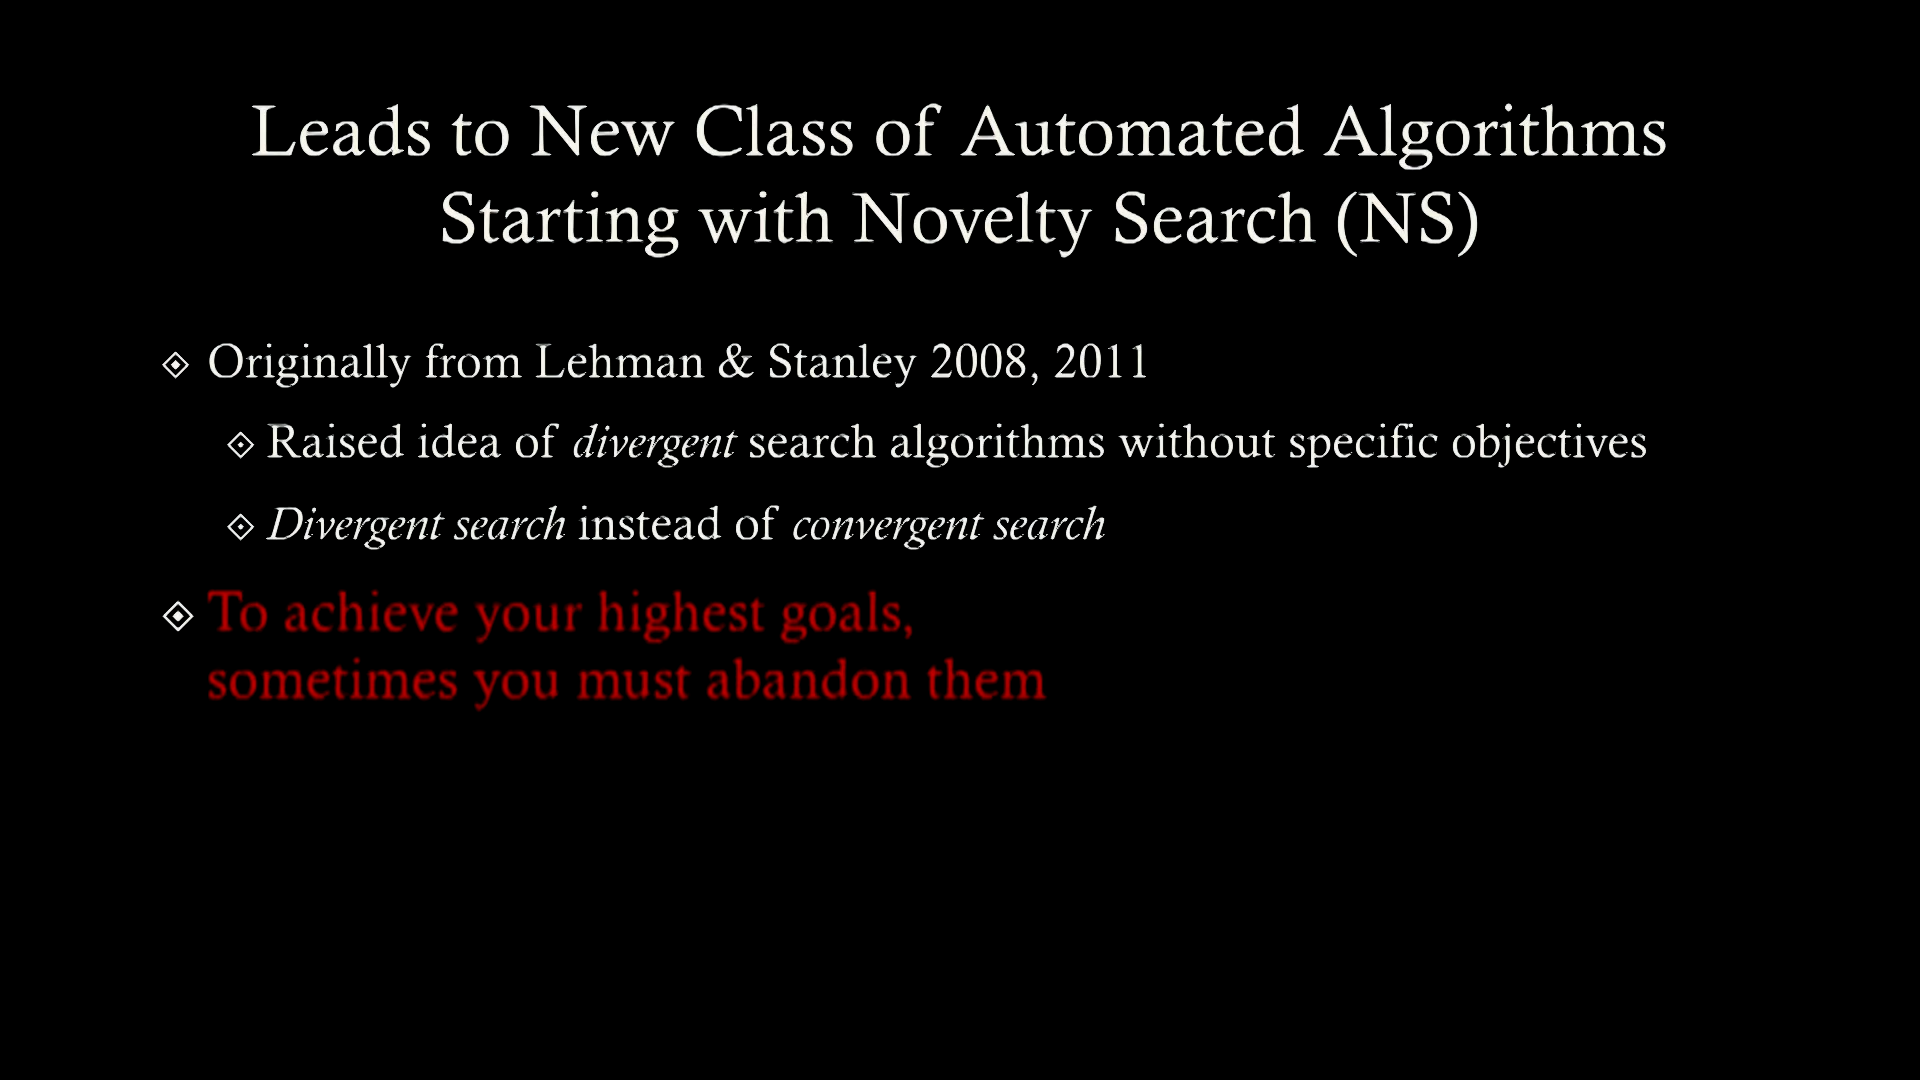 Leads to New Class of Automated Algorithms
Starting with Novelty Search (NS)
Originally from Lehman & Stanley 2008, 2011
Raised idea of divergent search algorithms without specific objectives
Divergent search instead of convergent search
To achieve your highest goals,
sometimes you must abandon them